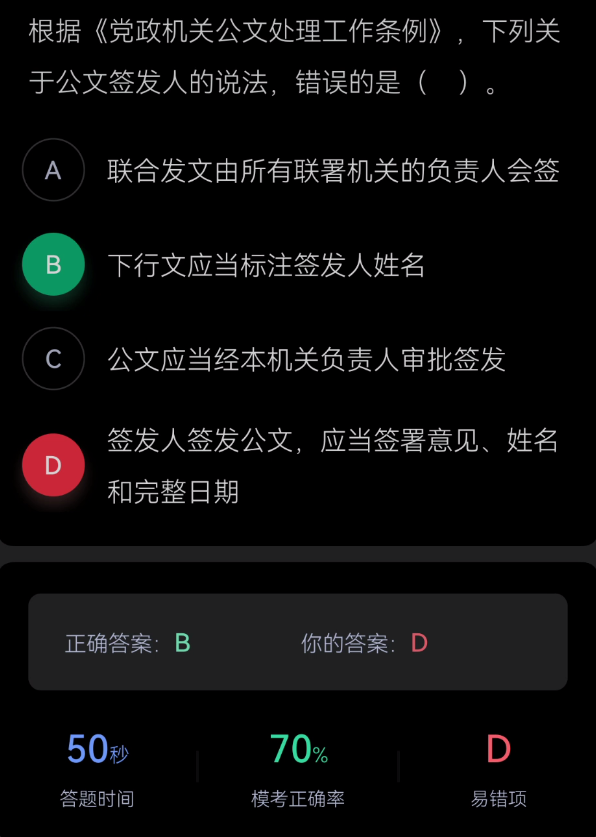 根据《党政机关公文处理工作条例》，下列关
于公文签发人的说法，错误的是（　）。
A 联合发文由所有联署机关的负责人会签
B 下行文应当标注签发人姓名
C 公文应当经本机关负责人审批签发
D 签发人签发公文，应当签署意见、姓名
和完整日期
正确答案：B 你的答案：D
50秒 70% D
答题时间 模考正确率 易错项